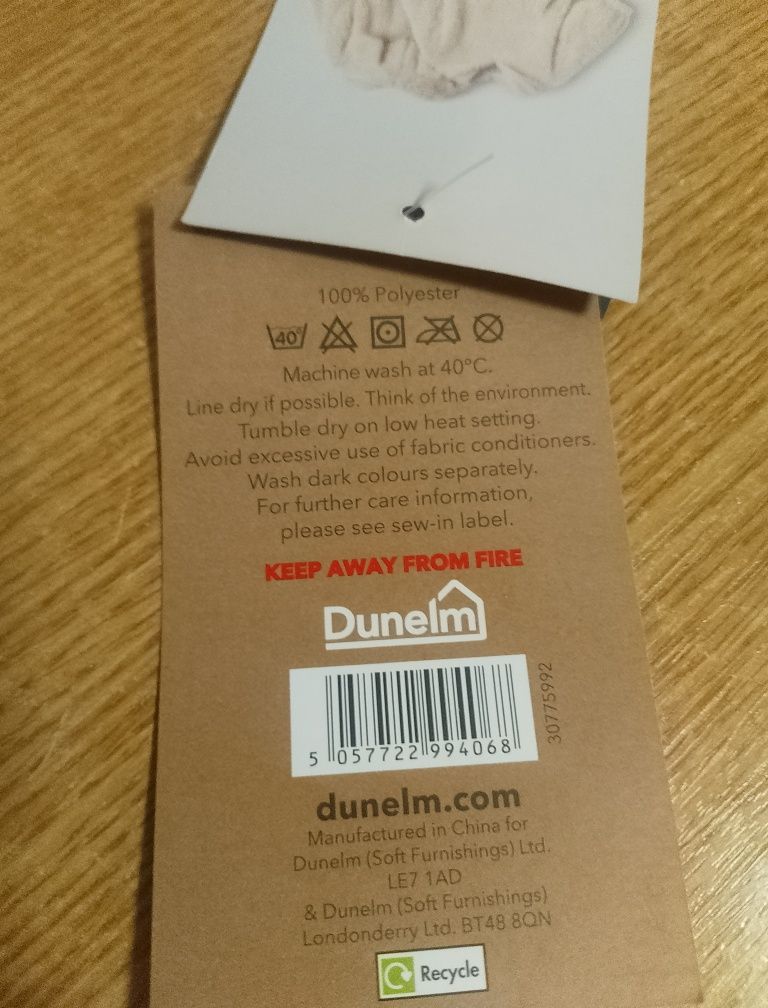 100% Polyester
40°
Machine wash at 40°C.
Line dry if possible. Think of the environment.
Tumble dry on low heat setting.
Avoid excessive use of fabric conditioners.
Wash dark colours separately.
For further care information,
please see sew-in label.
KEEP AWAY FROM FIRE
Dunelm
5 057722 994068
30775992
dunelm.com
Manufactured in China for
Dunelm (Soft Furnishings) Ltd.
LE7 1AD
& Dunelm (Soft Furnishings)
Londonderry Ltd. BT48 8QN
Recycle